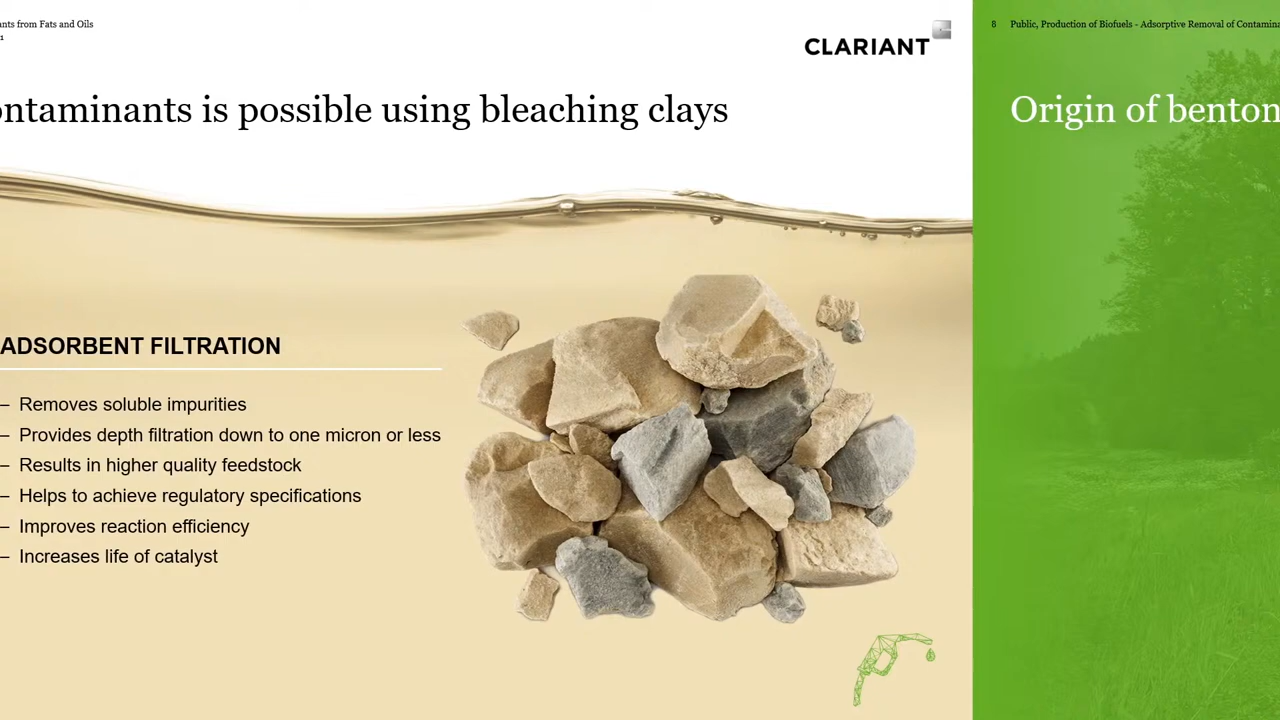 ants from Fats and Oils
1
CLARIANT
ontaminants is possible using bleaching clays
ADSORBENT FILTRATION
– Removes soluble impurities
– Provides depth filtration down to one micron or less
– Results in higher quality feedstock
– Helps to achieve regulatory specifications
– Improves reaction efficiency
– Increases life of catalyst
8 Public, Production of Biofuels - Adsorptive Removal of Contamina
Origin of benton